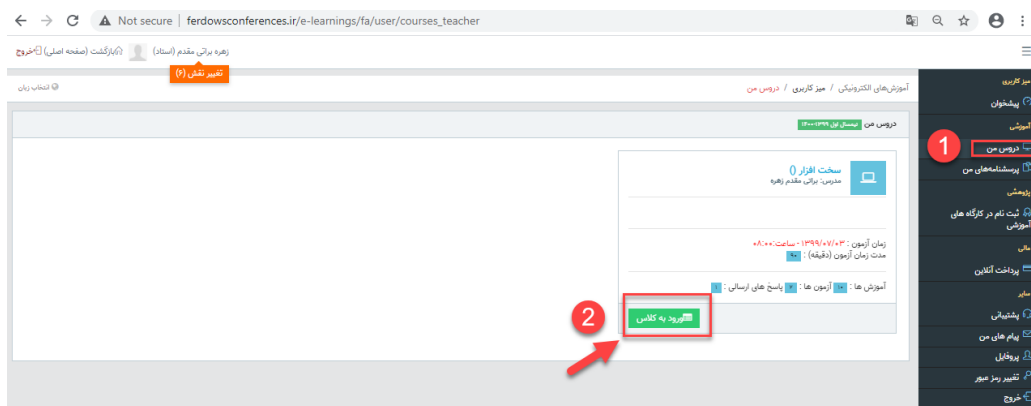 Not secure | ferdowsconferences.ir/e-learnings/fa/user/courses_teacher
زهره براتی مقدم (استاد) بازگشت (صفحه اصلی) خروج
تغییر نقش (۶)
آموزش‌های الکترونیکی / میز کاربری / دروس من
انتخاب زبان
دروس من نیمسال اول ۱۳۹۹-۱۴۰۰
سخت افزار ()
مدرس: براتی مقدم زهره
زمان آزمون : ۱۳۹۹/۰۷/۰۳ - ساعت:۰۸:۰۰
مدت زمان آزمون (دقیقه) : ۹۰
آموزش ها : ۱۰ آزمون ها : ۲ پاسخ های ارسالی : ۱
ورود به کلاس
2
میز کاربری
پیشخوان
آموزشی
1
دروس من
پرسشنامه‌های من
پژوهشی
ثبت نام در کارگاه های
آموزشی
مالی
پرداخت آنلاین
سایر
پشتیبانی
پیام های من
پروفایل
تغییر رمز عبور
خروج